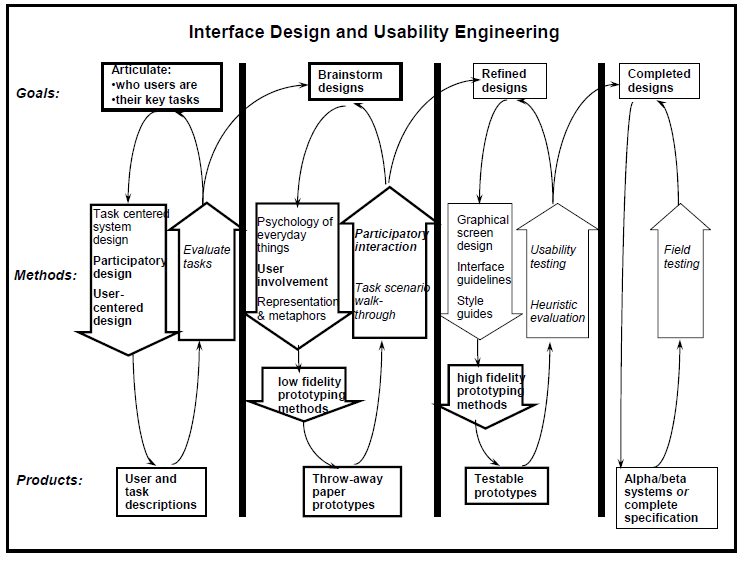 Interface Design and Usability Engineering
Goals:
Articulate:
•who users are
•their key tasks
Brainstorm
designs
Refined
designs
Completed
designs
Methods:
Task centered
system
design
Participatory
design
User-
centered
design
Evaluate
tasks
Psychology of
everyday
things
User
involvement
Representation
& metaphors
low fidelity
prototyping
methods
Participatory
interaction
Task scenario
walk-
through
Graphical
screen
design
Interface
guidelines
Style
guides
high fidelity
prototyping
methods
Usability
testing
Heuristic
evaluation
Field
testing
Products:
User and
task
descriptions
Throw-away
paper
prototypes
Testable
prototypes
Alpha/beta
systems or
complete
specification